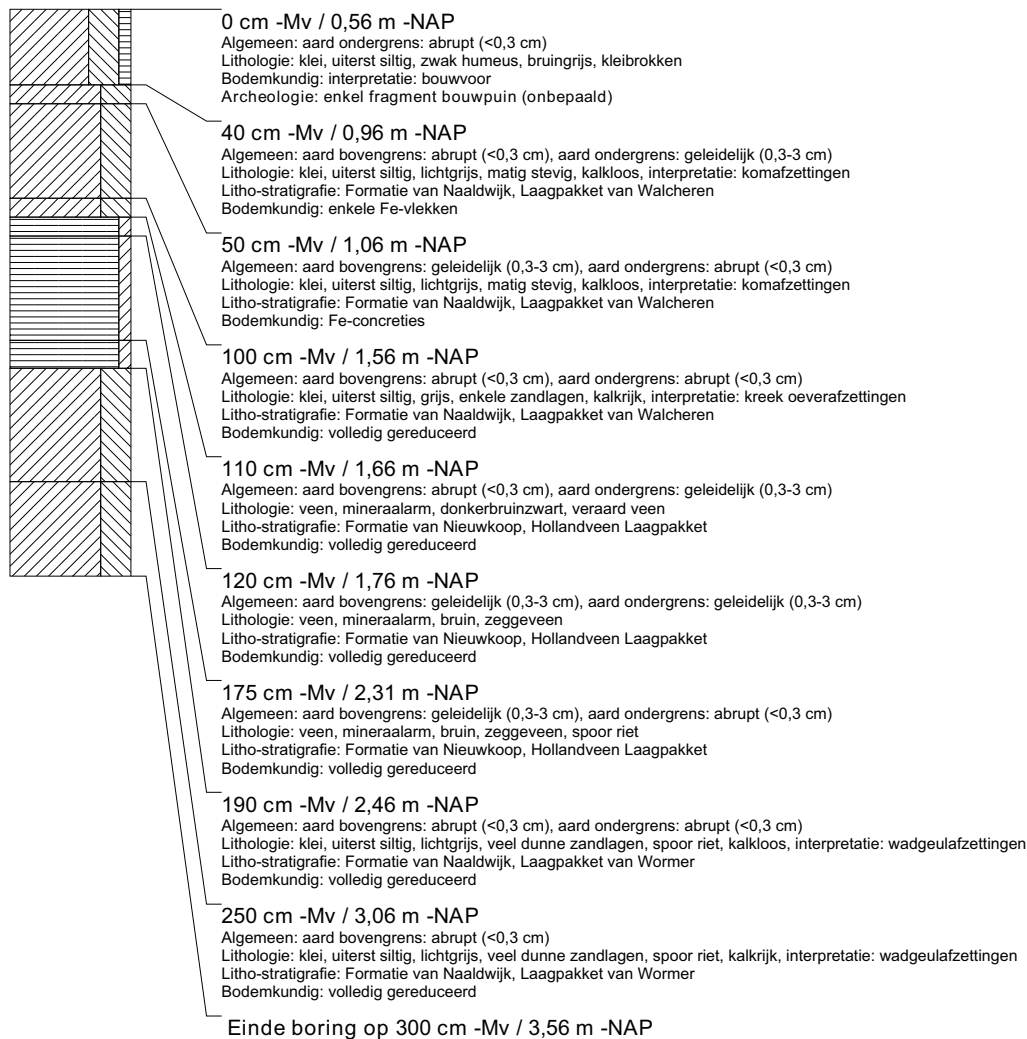 0 cm -Mv / 0,56 m -NAP
Algemeen: aard ondergrens: abrupt (<0,3 cm)
Lithologie: klei, uiterst siltig, zwak humeus, bruingrijs, kleibrokken
Bodemkundig: interpretatie: bouwvoor
Archeologie: enkel fragment bouwpuin (onbepaald)
40 cm -Mv / 0,96 m -NAP
Algemeen: aard bovengrens: abrupt (<0,3 cm), aard ondergrens: geleidelijk (0,3-3 cm)
Lithologie: klei, uiterst siltig, lichtgrijs, matig stevig, kalkloos, interpretatie: komafzettingen
Litho-stratigrafie: Formatie van Naaldwijk, Laagpakket van Walcheren
Bodemkundig: enkele Fe-vlekken
50 cm -Mv / 1,06 m -NAP
Algemeen: aard bovengrens: geleidelijk (0,3-3 cm), aard ondergrens: abrupt (<0,3 cm)
Lithologie: klei, uiterst siltig, lichtgrijs, matig stevig, kalkloos, interpretatie: komafzettingen
Litho-stratigrafie: Formatie van Naaldwijk, Laagpakket van Walcheren
Bodemkundig: Fe-concreties
100 cm -Mv / 1,56 m -NAP
Algemeen: aard bovengrens: abrupt (<0,3 cm), aard ondergrens: abrupt (<0,3 cm)
Lithologie: klei, uiterst siltig, grijs, enkele zandlagen, kalkrijk, interpretatie: kreek oeverafzettingen
Litho-stratigrafie: Formatie van Naaldwijk, Laagpakket van Walcheren
Bodemkundig: volledig gereduceerd
110 cm -Mv / 1,66 m -NAP
Algemeen: aard bovengrens: abrupt (<0,3 cm), aard ondergrens: geleidelijk (0,3-3 cm)
Lithologie: veen, mineraalarm, donkerbruinzwart, veraard veen
Litho-stratigrafie: Formatie van Nieuwkoop, Hollandveen Laagpakket
Bodemkundig: volledig gereduceerd
120 cm -Mv / 1,76 m -NAP
Algemeen: aard bovengrens: geleidelijk (0,3-3 cm), aard ondergrens: geleidelijk (0,3-3 cm)
Lithologie: veen, mineraalarm, bruin, zeggeveen
Litho-stratigrafie: Formatie van Nieuwkoop, Hollandveen Laagpakket
Bodemkundig: volledig gereduceerd
175 cm -Mv / 2,31 m -NAP
Algemeen: aard bovengrens: geleidelijk (0,3-3 cm), aard ondergrens: abrupt (<0,3 cm)
Lithologie: veen, mineraalarm, bruin, zeggeveen, spoor riet
Litho-stratigrafie: Formatie van Nieuwkoop, Hollandveen Laagpakket
Bodemkundig: volledig gereduceerd
190 cm -Mv / 2,46 m -NAP
Algemeen: aard bovengrens: abrupt (<0,3 cm), aard ondergrens: abrupt (<0,3 cm)
Lithologie: klei, uiterst siltig, lichtgrijs, veel dunne zandlagen, spoor riet, kalkloos, interpretatie: wadgeulafzettingen
Litho-stratigrafie: Formatie van Naaldwijk, Laagpakket van Wormer
Bodemkundig: volledig gereduceerd
250 cm -Mv / 3,06 m -NAP
Algemeen: aard bovengrens: abrupt (<0,3 cm)
Lithologie: klei, uiterst siltig, lichtgrijs, veel dunne zandlagen, spoor riet, kalkrijk, interpretatie: wadgeulafzettingen
Litho-stratigrafie: Formatie van Naaldwijk, Laagpakket van Wormer
Bodemkundig: volledig gereduceerd
Einde boring op 300 cm -Mv / 3,56 m -NAP